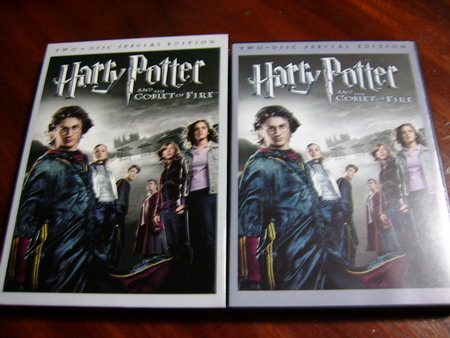 TWO-DISC SPECIAL EDITION
Harry Potter
AND THE
GOBLET OF FIRE
TWO-DISC SPECIAL EDITION
Harry Potter
AND THE
GOBLET OF FIRE